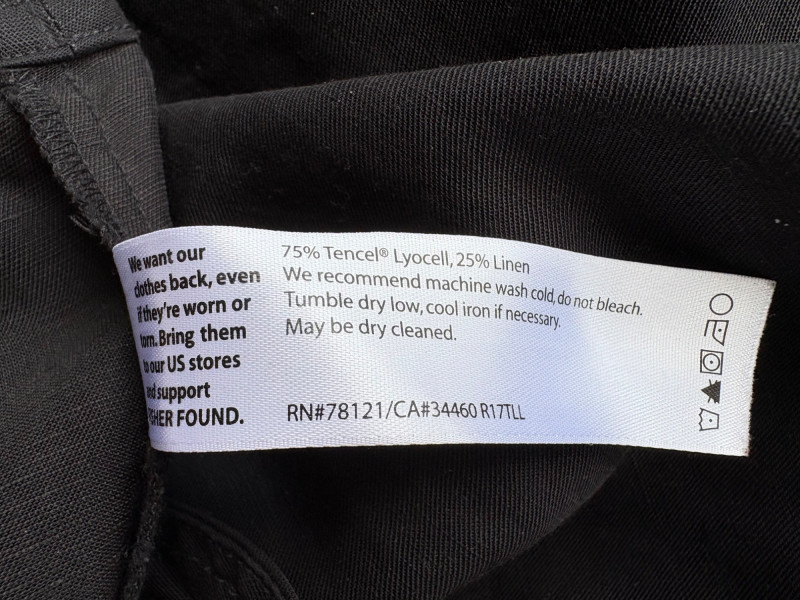 We want our
clothes back, even
if they're worn or
torn. Bring them
to our US stores
and support
FOUND.
75% Tencel® Lyocell, 25% Linen
We recommend machine wash cold, do not bleach.
Tumble dry low, cool iron if necessary.
May be dry cleaned.
RN#78121/CA#34460 R17TLL